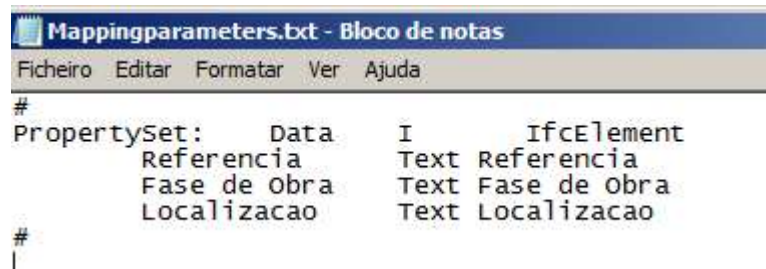 Mappingparameters.txt - Bloco de notas
Ficheiro Editar Formatar Ver Ajuda
#
PropertySet: Data I IfcElement
Referencia Text Referencia
Fase de Obra Text Fase de Obra
Localizacao Text Localizacao
#